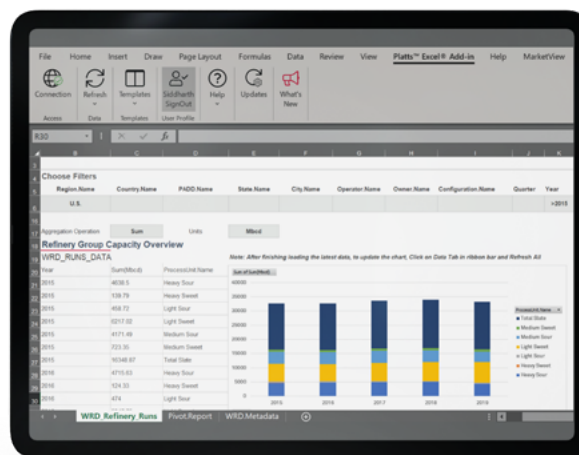 File Home Insert Draw Page Layout Formulas Data Review View Platts™ Excel® Add-in Help MarketView
Connection Refresh Templates Siddharth SignOut Help Updates What's New
Access Data Templates User Profile
R30 fx
Choose Filters
Region.Name Country.Name PADD.Name State.Name City.Name Operator.Name Owner.Name Configuration.Name Quarter Year
U.S. >2015
Aggregation Operation Sum Units Mbcd
Refinery Group Capacity Overview
WRD_RUNS_DATA Note: After finishing loading the latest data, to update the chart, Click on Data Tab in ribbon bar and Refresh All
Year Sum(Mbcd) ProcessUnit.Name
2015 4638.5 Heavy Sour
2015 139.79 Heavy Sweet
2015 458.72 Light Sour
2015 6217.02 Light Sweet
2015 4171.49 Medium Sour
2015 723.35 Medium Sweet
2015 16348.87 Total State
2016 4715.63 Heavy Sour
2016 124.33 Heavy Sweet
2016 474 Light Sour
Sum of Sum(Mbcd)
40000
35000
30000
25000
20000
15000
10000
5000
0
2015 2016 2017 2018 2019
ProcessUnit.Name
Total State
Medium Sweet
Medium Sour
Light Sweet
Light Sour
Heavy Sweet
Heavy Sour
WRD_Refinery_Runs Pivot.Report WRD.Metadata